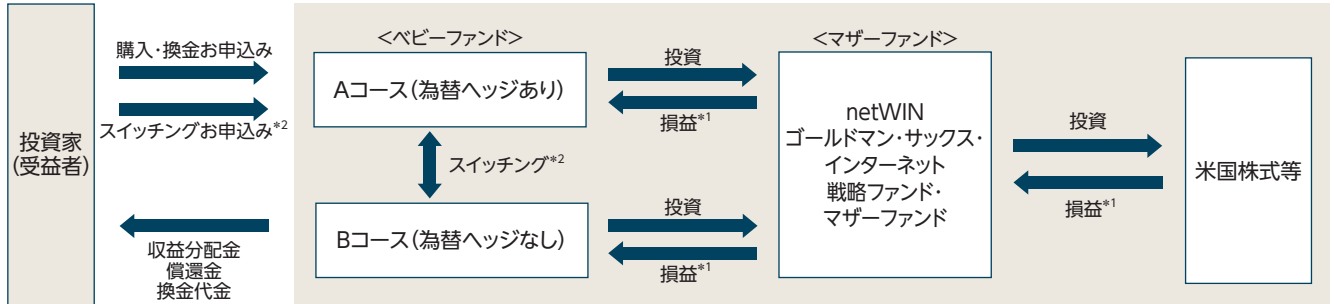 投資家
(受益者)
購入・換金お申込み
スイッチングお申込み*2
収益分配金
償還金
換金代金
<ベビーファンド>
Aコース(為替ヘッジあり)
スイッチング*2
Bコース(為替ヘッジなし)
投資
損益*1
投資
損益*1
<マザーファンド>
netWIN
ゴールドマン・サックス・
インターネット
戦略ファンド・
マザーファンド
投資
損益*1
米国株式等